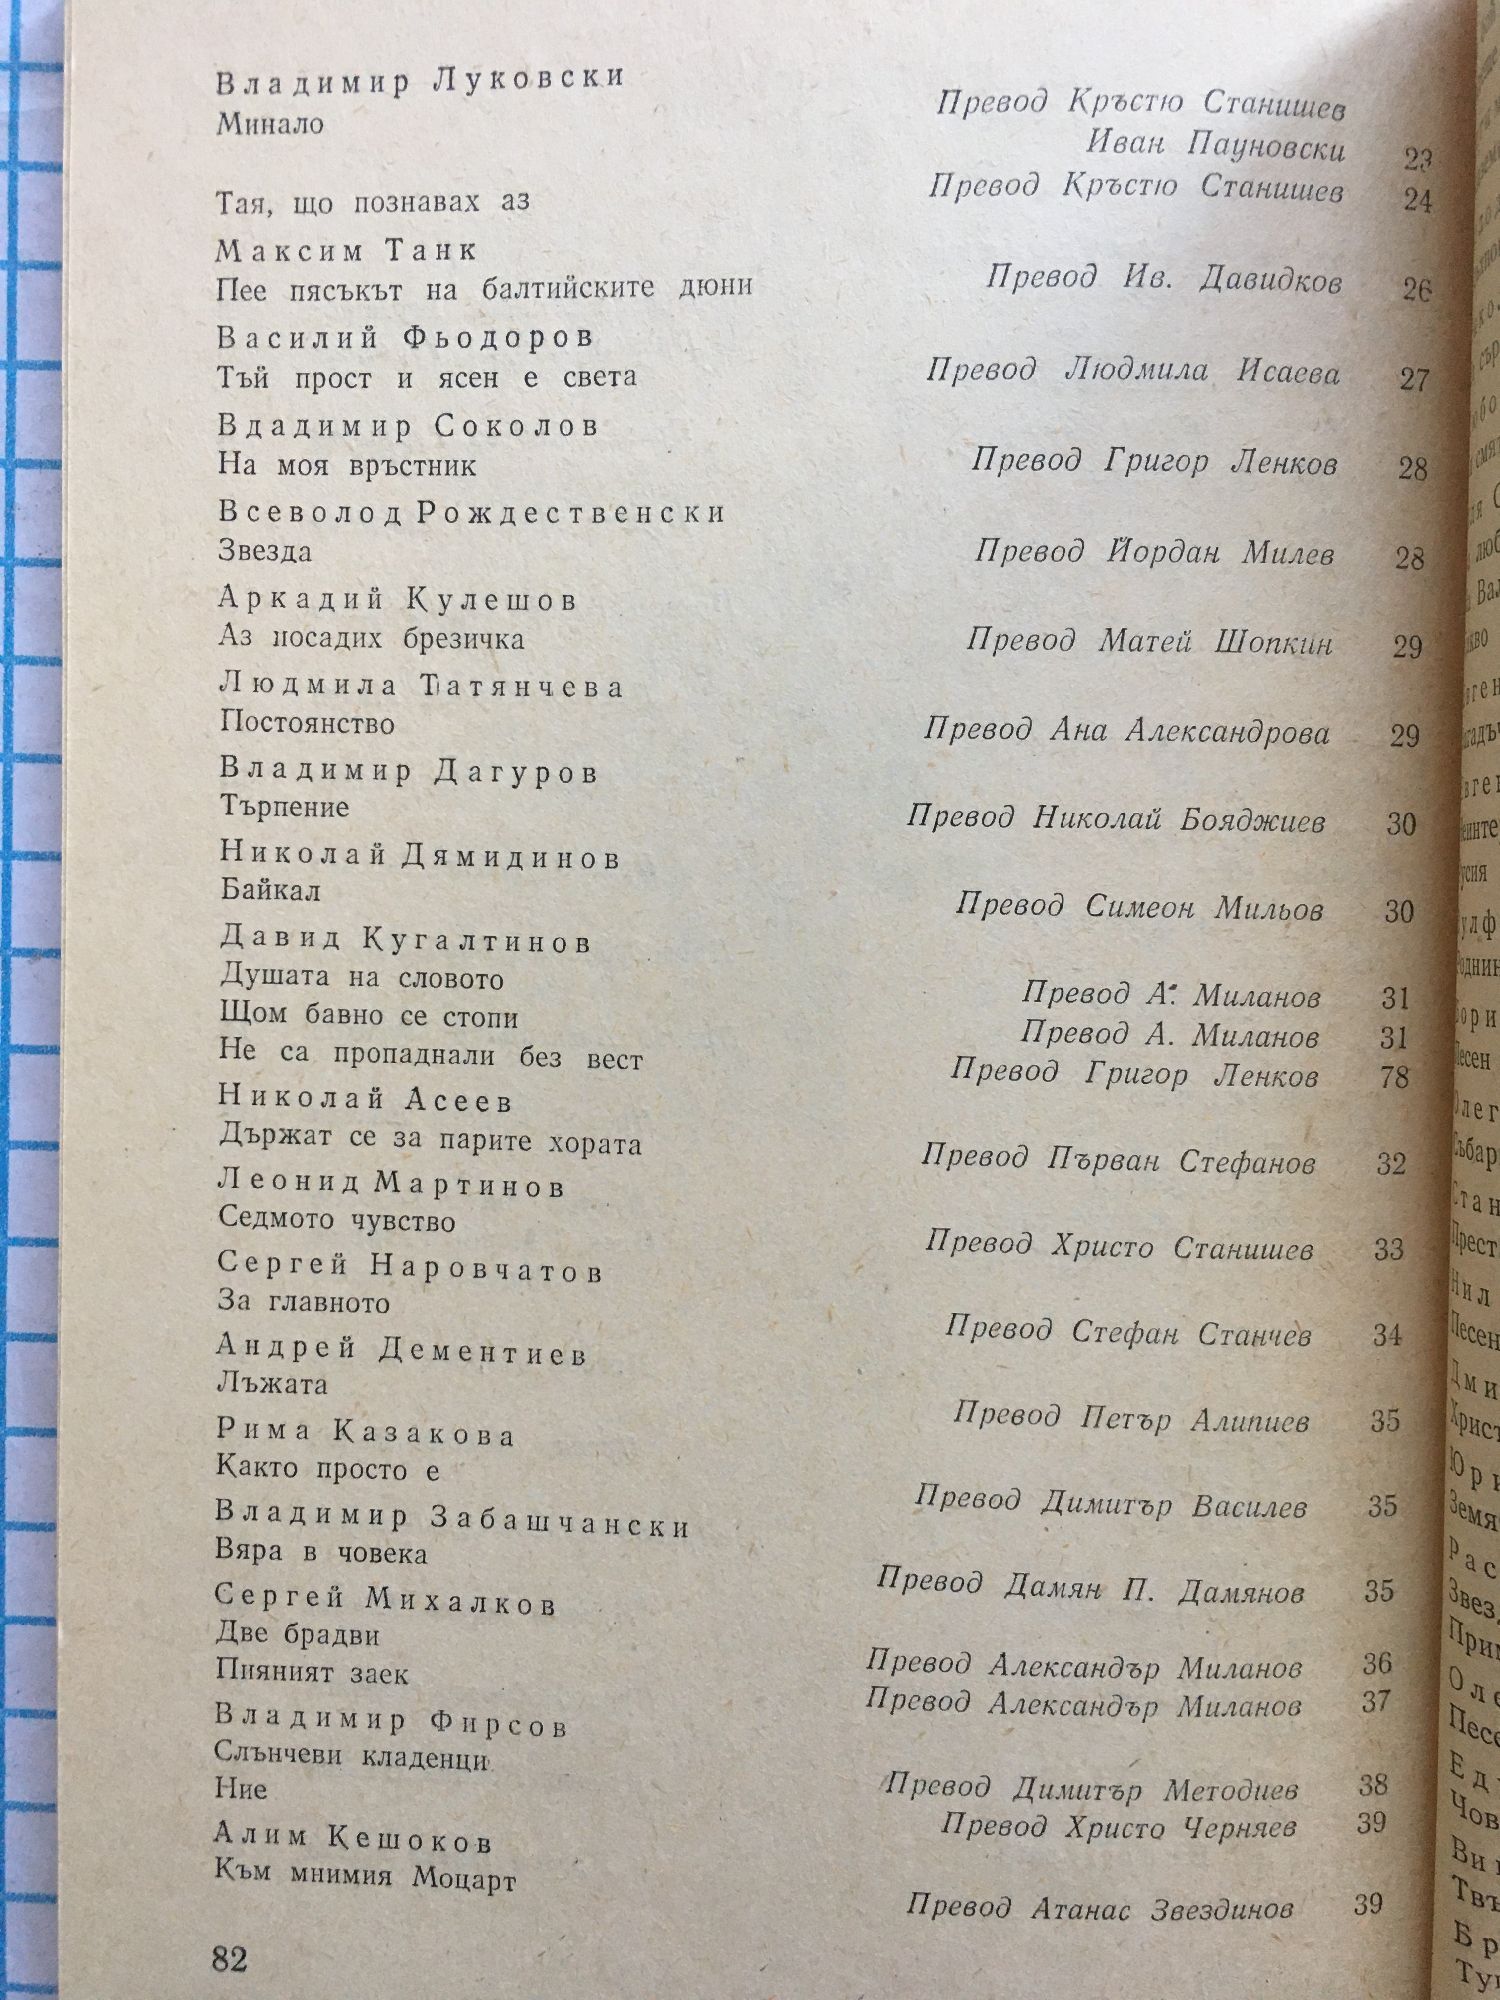 Владимир Луковски
Минало
Превод Кръстю Станишев
Иван Пауновски 23
Тая, що познавах аз Превод Кръстю Станишев 24
Максим Танк
Пее пясъкът на балтийските дюни Превод Ив. Давидков 26
Василий Фьодоров
Тъй прост и ясен е света Превод Людмила Исаева 27
Вдадимир Соколов
На моя връстник Превод Григор Ленков 28
Всеволод Рождественски
Звезда Превод Йордан Милев 28
Аркадий Кулешов
Аз посадих брезичка Превод Матей Шопкин 29
Людмила Татянчева
Постоянство Превод Ана Александрова 29
Владимир Дагуров
Търпение Превод Николай Бояджиев 30
Николай Дямидинов
Байкал Превод Симеон Мильов 30
Давид Кугалтинов
Душата на словото Превод А. Миланов 31
Щом бавно се стопи Превод А. Миланов 31
Не са пропаднали без вест Превод Григор Ленков 78
Николай Асеев
Държат се за парите хората Превод Първан Стефанов 32
Леонид Мартинов
Седмото чувство Превод Христо Станишев 33
Сергей Наровчатов
За главното Превод Стефан Станчев 34
Андрей Дементиев
Лъжата Превод Петър Алипиев 35
Рима Казакова
Както просто е Превод Димитър Василев 35
Владимир Забашчански
Вяра в човека Превод Дамян П. Дамянов 35
Сергей Михалков
Две брадви Превод Александър Миланов 36
Пияният заек Превод Александър Миланов 37
Владимир Фирсов
Слънчеви кладенци Превод Димитър Методиев 38
Ние Превод Христо Черняев 39
Алим Кешоков
Към мнимия Моцарт Превод Атанас Звездинов 39
82